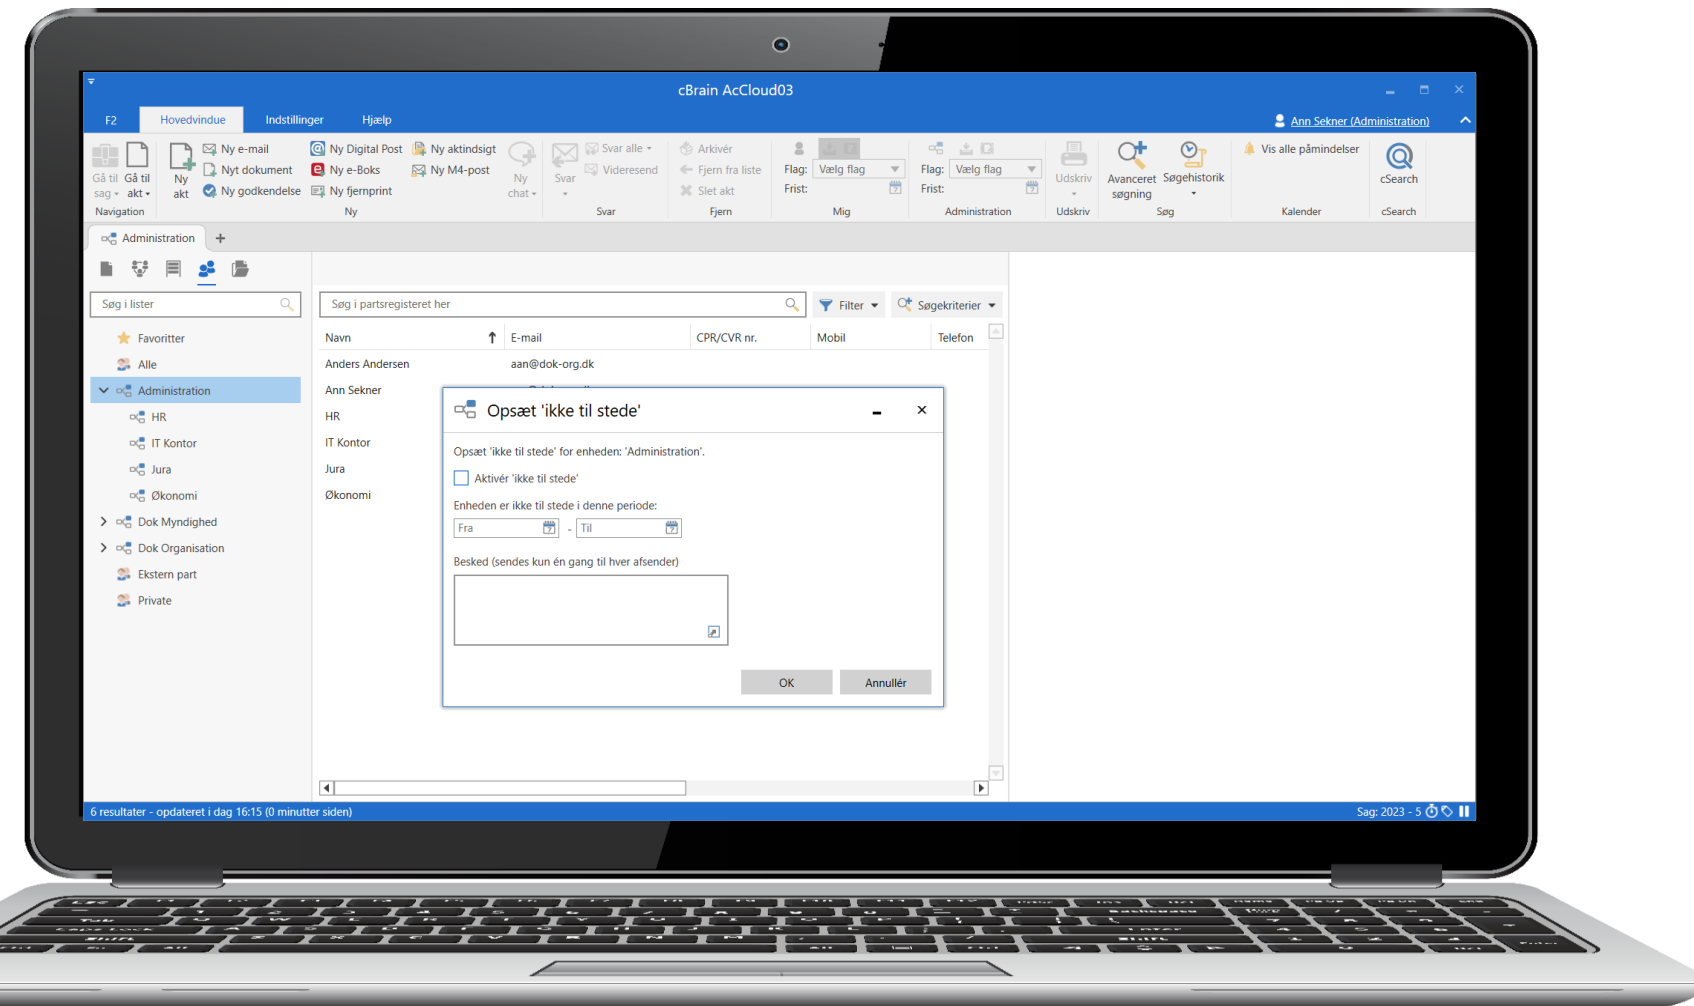 cBrain AcCloud03
F2 Hovedvindue Indstillinger Hjælp Ann Sekner (Administration)
Gå til sag
Gå til akt
Navigation
Ny akt
Ny e-mail
Nyt dokument
Ny godkendelse
Ny Digital Post
Ny e-Boks
Ny fjernprint
Ny aktindsigt
Ny M4-post
Ny chat
Ny
Svar
Svar alle
Videresend
Svar
Arkivér
Fjern fra liste
Slet akt
Fjern
Flag: Vælg flag
Frist:
Mig
Flag: Vælg flag
Frist:
Administration
Udskriv
Udskriv
Avanceret søgning
Søgehistorik
Søg
Vis alle påmindelser
Kalender
cSearch
cSearch
Administration +
Søg i lister
Favoritter
Alle
Administration
HR
IT Kontor
Jura
Økonomi
Dok Myndighed
Dok Organisation
Ekstern part
Private
Søg i partsregisteret her
Filter
Søgekriterier
Navn E-mail CPR/CVR nr. Mobil Telefon
Anders Andersen aan@dok-org.dk
Ann Sekner
HR
IT Kontor
Jura
Økonomi
Opsæt 'ikke til stede'
Opsæt 'ikke til stede' for enheden: 'Administration'.
Aktivér 'ikke til stede'
Enheden er ikke til stede i denne periode:
Fra - Til
Besked (sendes kun én gang til hver afsender)
OK Annullér
6 resultater - opdateret i dag 16:15 (0 minutter siden) Sag: 2023 - 5